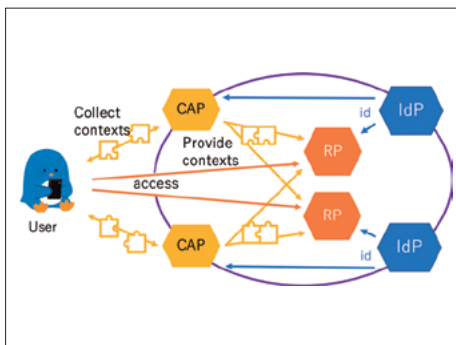 CAP
IdP
Collect
contexts
id
Provide
contexts
RP
access
RP
User
CAP
IdP
id